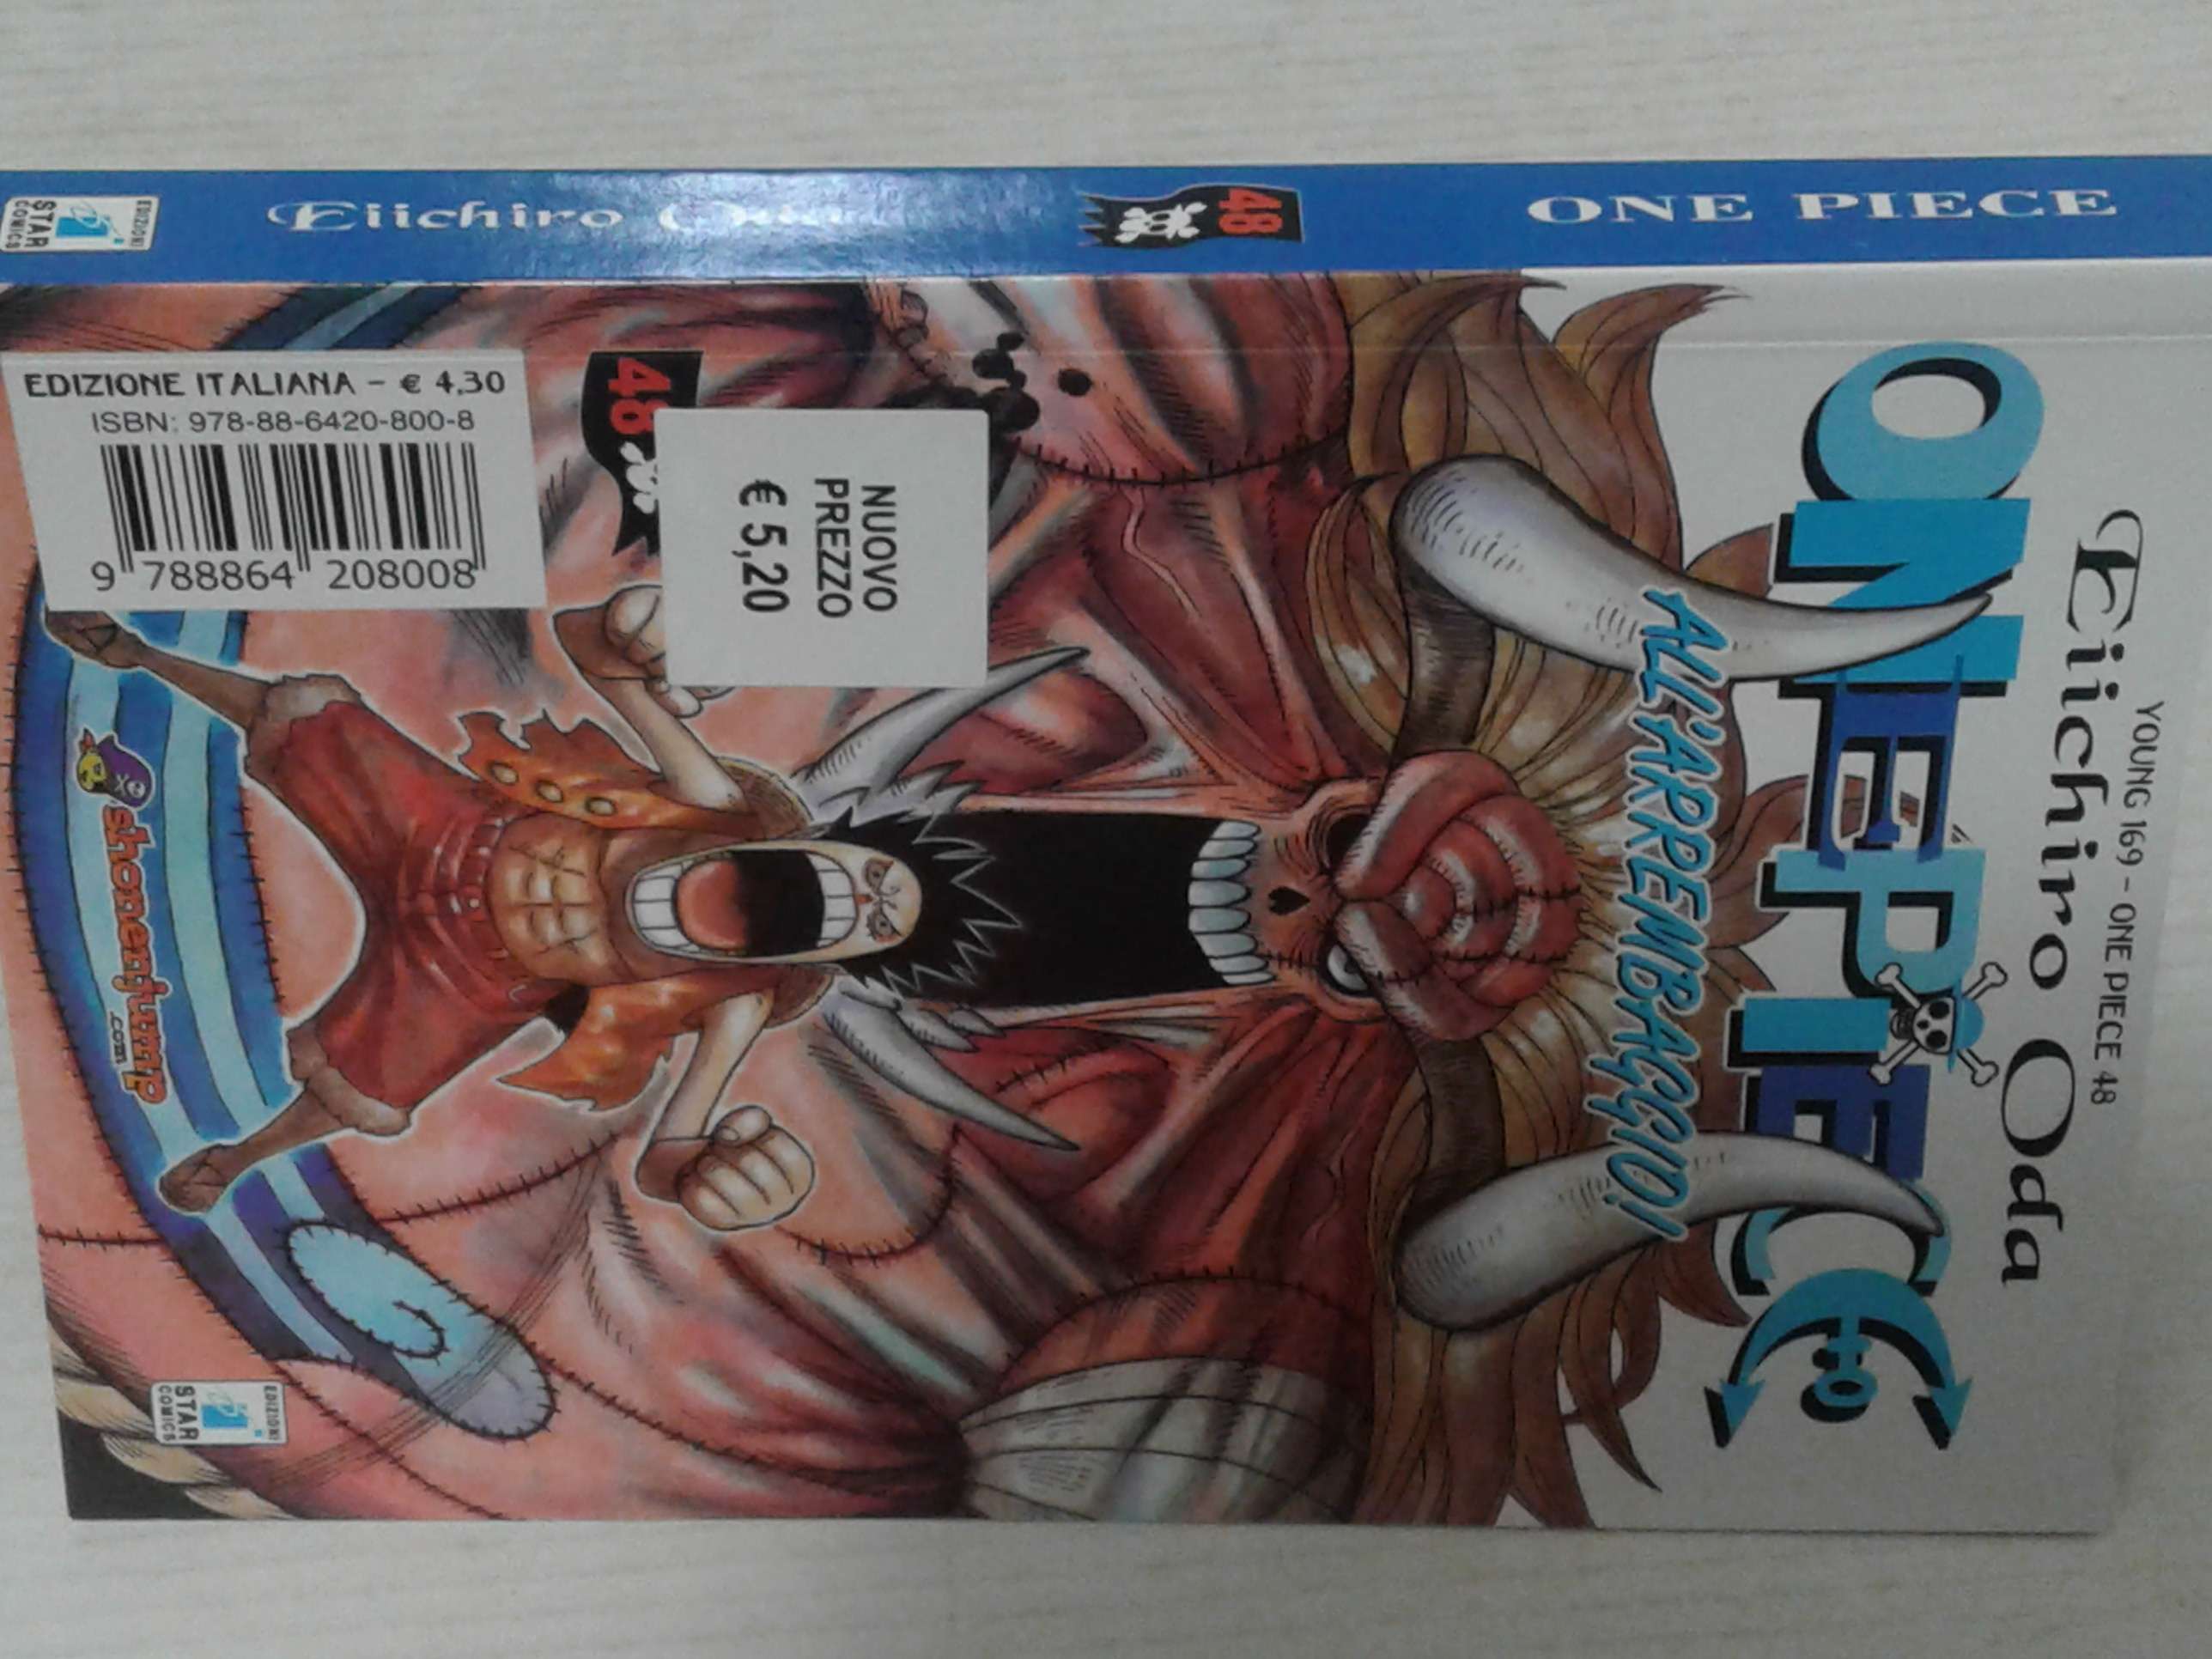 ONE PIECE
48
Eiichiro Oda
EDIZIONI
STAR
COMICS
YOUNG 169 - ONE PIECE 48
Eiichiro Oda
ONE PIECE
ALL'ARREMBAGGIO!
NUOVO
PREZZO
€ 5,20
48
EDIZIONE ITALIANA - € 4,30
ISBN: 978-88-6420-800-8
9 788864 208008
shonenjump
.com
EDIZIONI
STAR
COMICS